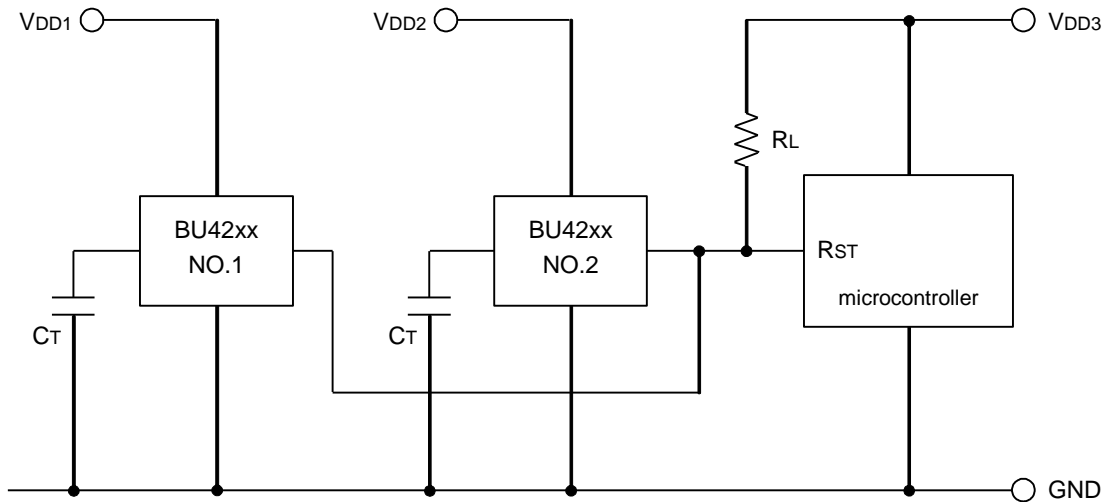 VDD1
VDD2
VDD3
RL
BU42xx
NO.1
BU42xx
NO.2
RST
microcontroller
CT
CT
GND